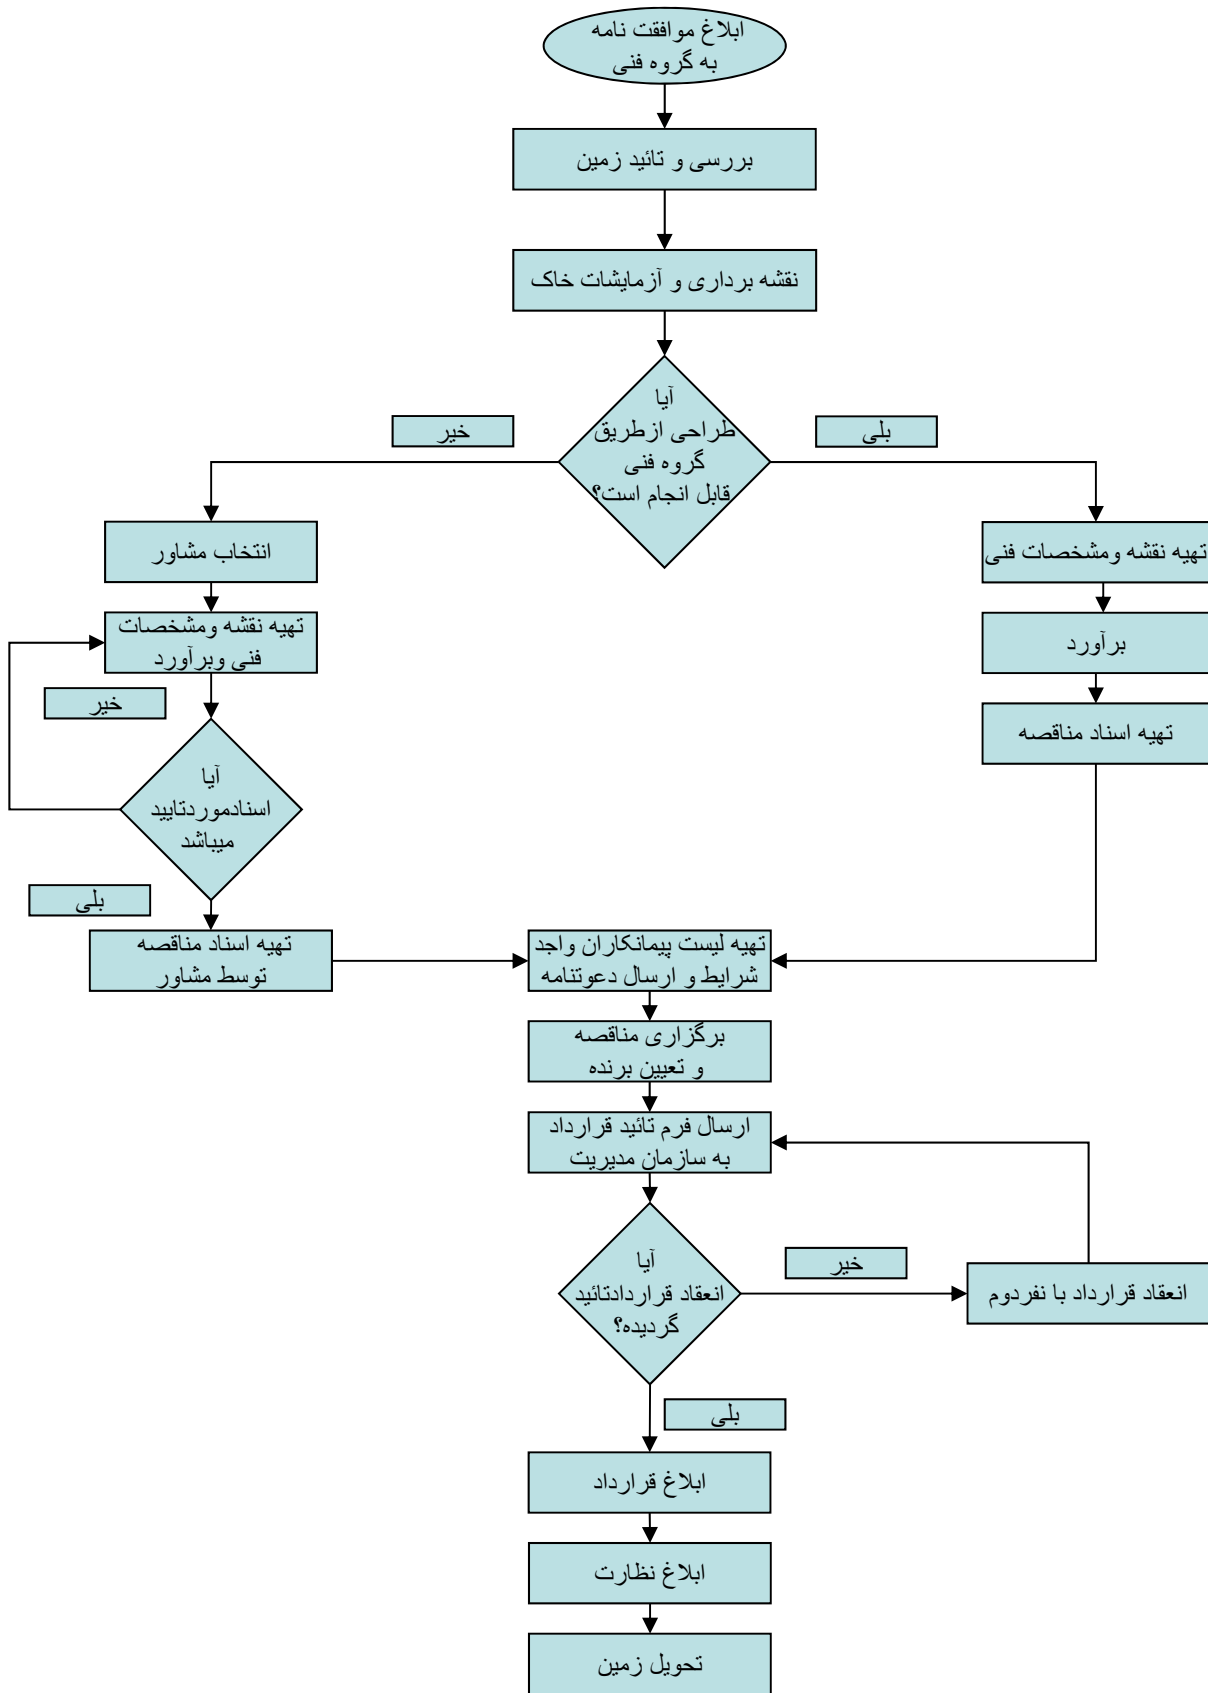 ابلاغ موافقت نامه
به گروه فنی
بررسی و تائید زمین
نقشه برداری و آزمایشات خاک
آیا
طراحی ازطریق
گروه فنی
قابل انجام است؟
خیر
بلی
انتخاب مشاور
تهیه نقشه ومشخصات
فنی وبرآورد
خیر
آیا
اسنادموردتایید
میباشد
بلی
تهیه اسناد مناقصه
توسط مشاور
تهیه نقشه ومشخصات فنی
برآورد
تهیه اسناد مناقصه
تهیه لیست پیمانکاران واجد
شرایط و ارسال دعوتنامه
برگزاری مناقصه
و تعیین برنده
ارسال فرم تائید قرارداد
به سازمان مدیریت
آیا
انعقاد قراردادتائید
گردیده؟
خیر
انعقاد قرارداد با نفردوم
بلی
ابلاغ قرارداد
ابلاغ نظارت
تحویل زمین